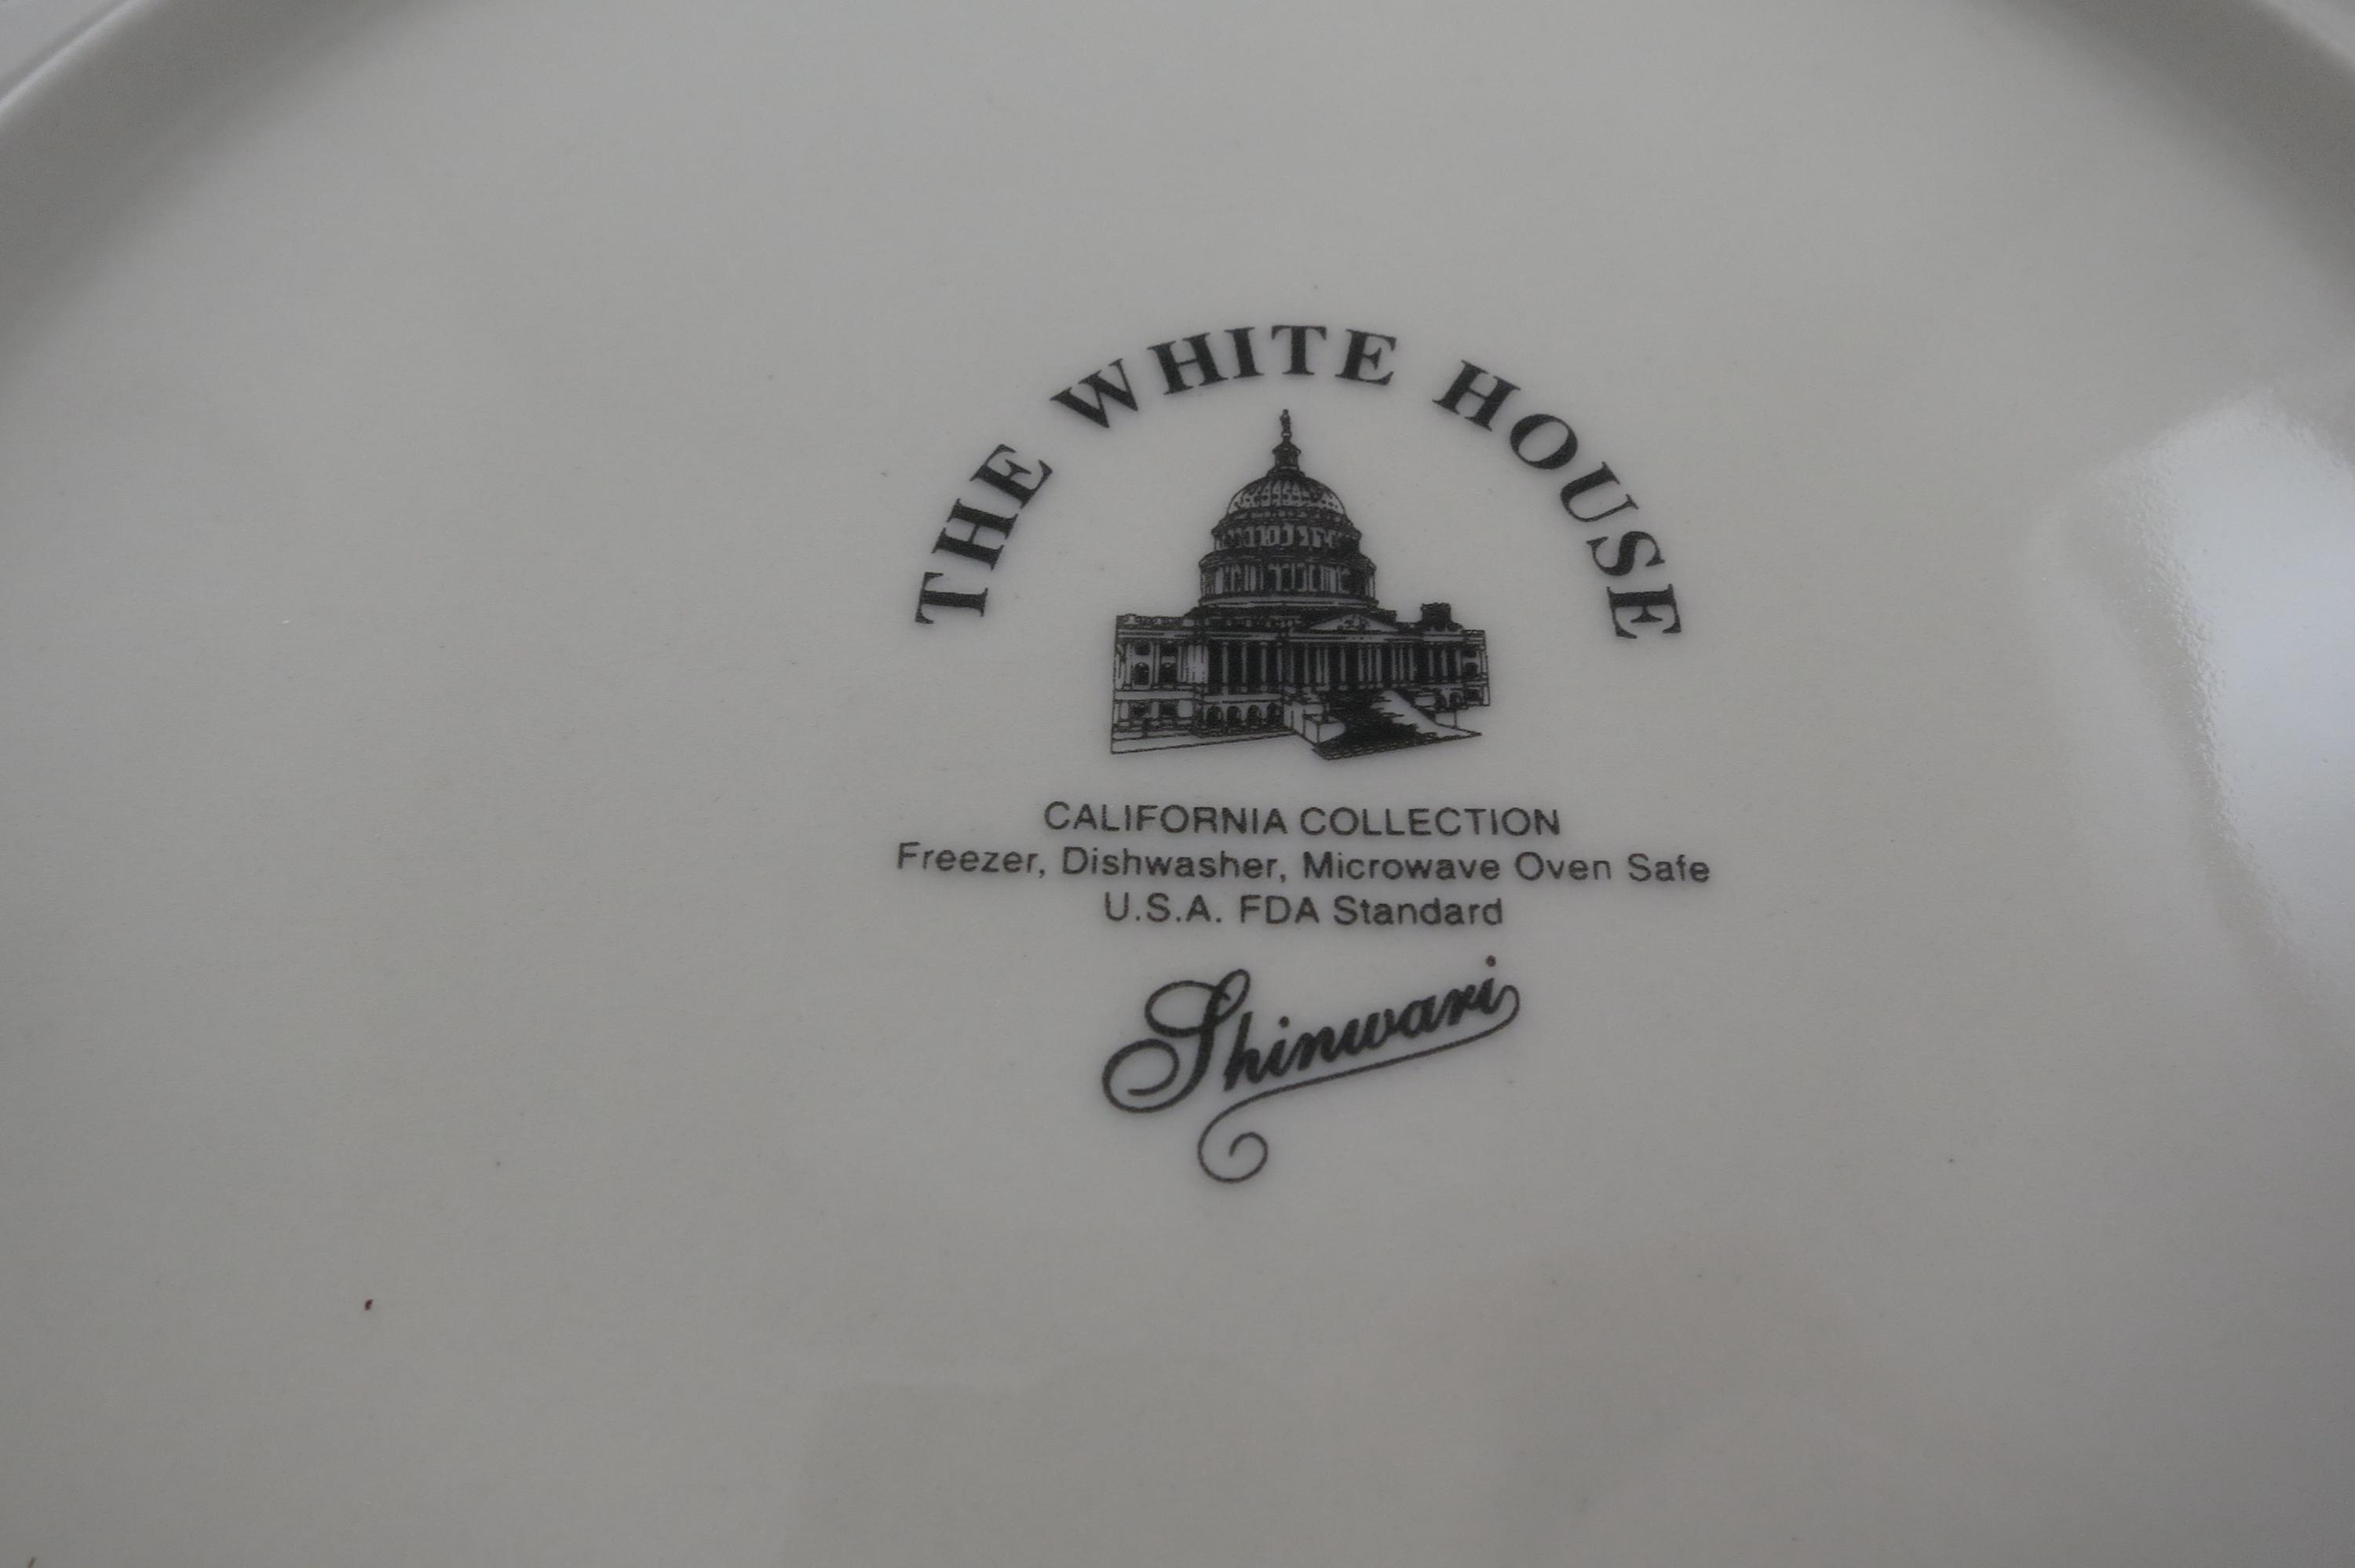 THE WHITE HOUSE
CALIFORNIA COLLECTION
Freezer, Dishwasher, Microwave Oven Safe
U.S.A. FDA Standard
Shinwari